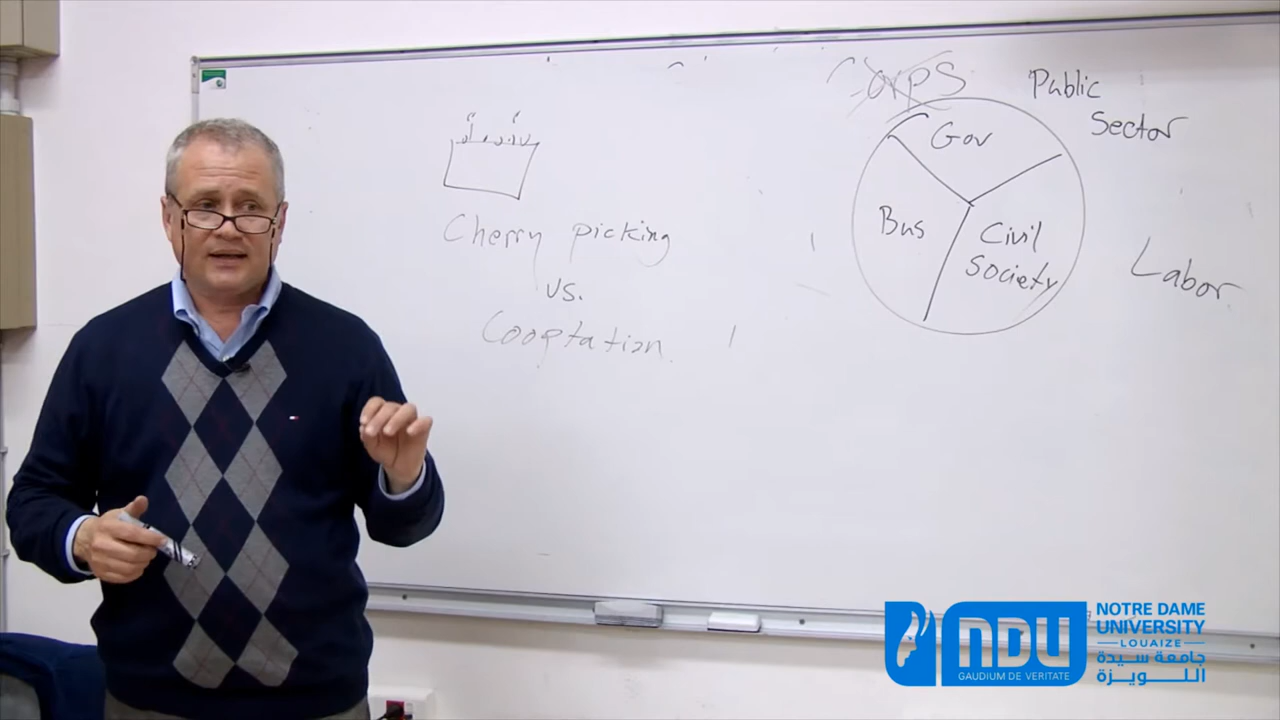 Corps
Public
Sector
Gov
Bus
Civil
Society
Labor
Cherry picking
vs.
Cooptation
NDU
GAUDIUM DE VERITATE
NOTRE DAME
UNIVERSITY
LOUAIZE
جامعة سيدة
اللويزة